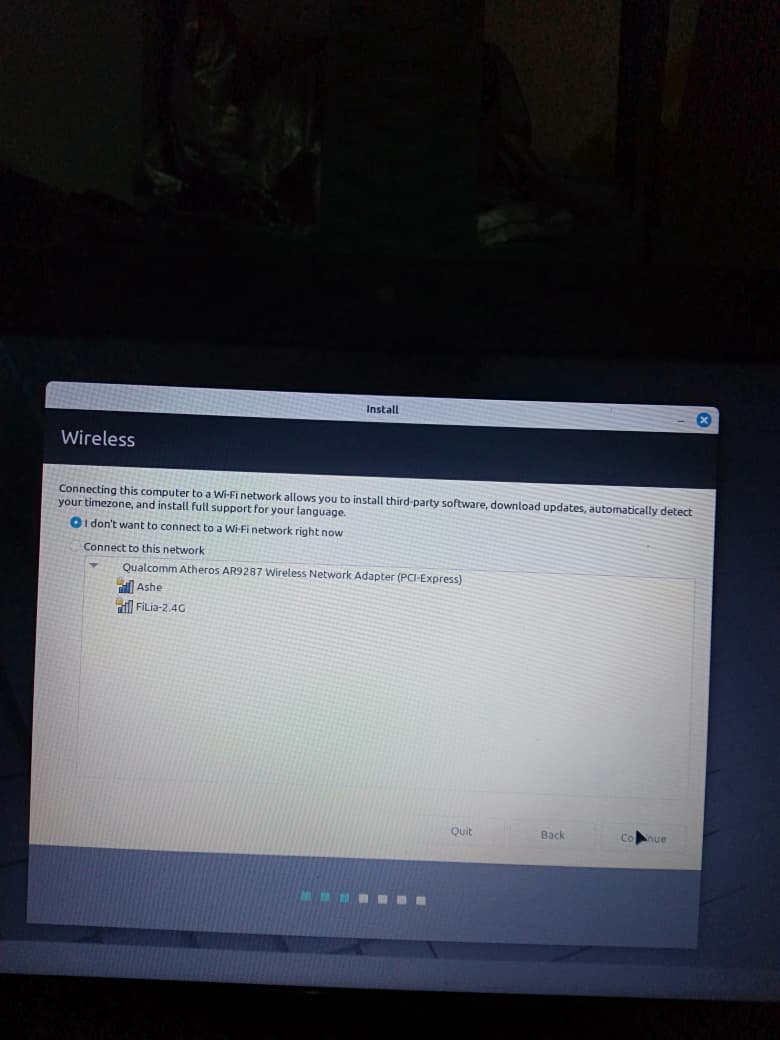 Install
Wireless
Connecting this computer to a Wi-Fi network allows you to install third-party software, download updates, automatically detect
your timezone, and install full support for your language.
I don't want to connect to a Wi-Fi network right now
Connect to this network
Qualcomm Atheros AR9287 Wireless Network Adapter (PCI-Express)
Ashe
FiLia-2.4G
Quit
Back